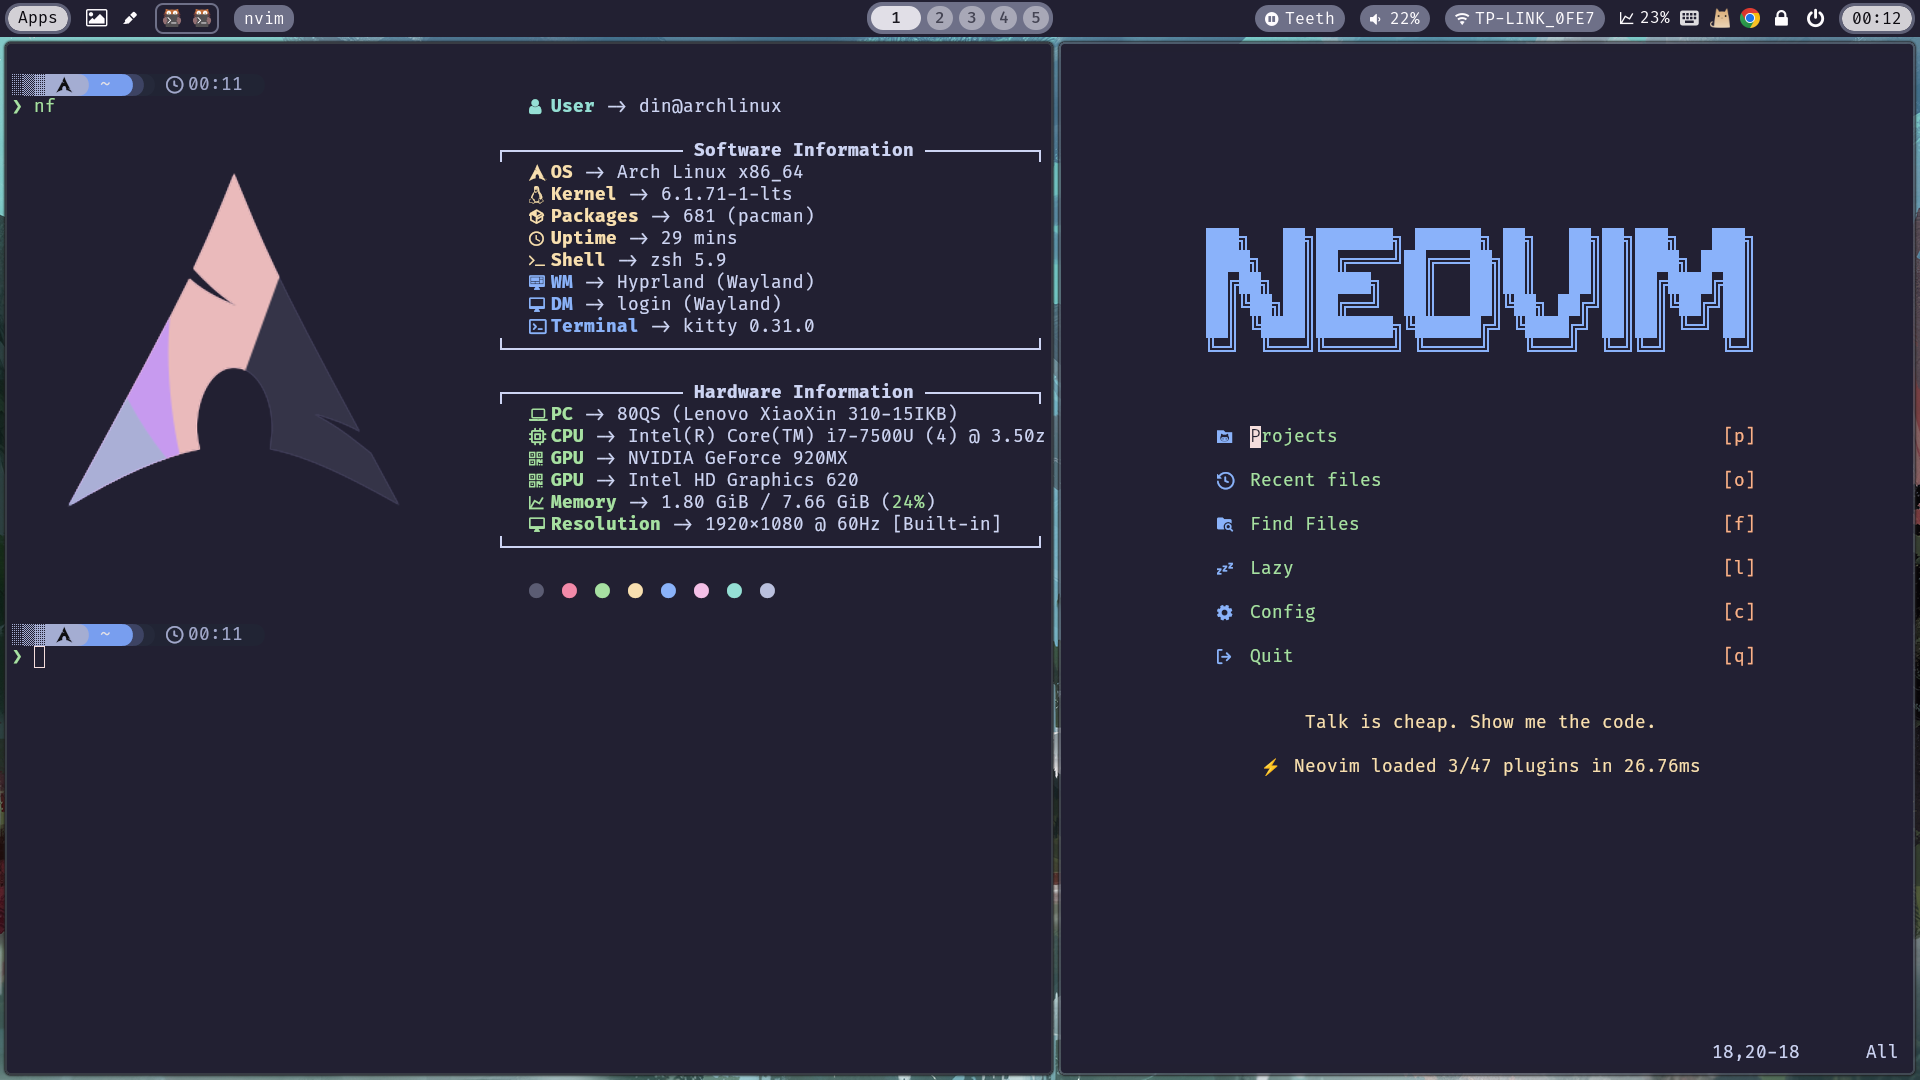 Apps nvim 1 2 3 4 5 Teeth 22% TP-LINK_0FE7 23% 00:12
~ 00:11
❯ nf
User → din@archlinux
Software Information
OS → Arch Linux x86_64
Kernel → 6.1.71-1-lts
Packages → 681 (pacman)
Uptime → 29 mins
Shell → zsh 5.9
WM → Hyprland (Wayland)
DM → login (Wayland)
Terminal → kitty 0.31.0
Hardware Information
PC → 80QS (Lenovo XiaoXin 310-15IKB)
CPU → Intel(R) Core(TM) i7-7500U (4) @ 3.50z
GPU → NVIDIA GeForce 920MX
GPU → Intel HD Graphics 620
Memory → 1.80 GiB / 7.66 GiB (24%)
Resolution → 1920×1080 @ 60Hz [Built-in]
~ 00:11
❯
NEOVIM
Projects [p]
Recent files [o]
Find Files [f]
Lazy [l]
Config [c]
Quit [q]
Talk is cheap. Show me the code.
⚡ Neovim loaded 3/47 plugins in 26.76ms
18,20-18 All